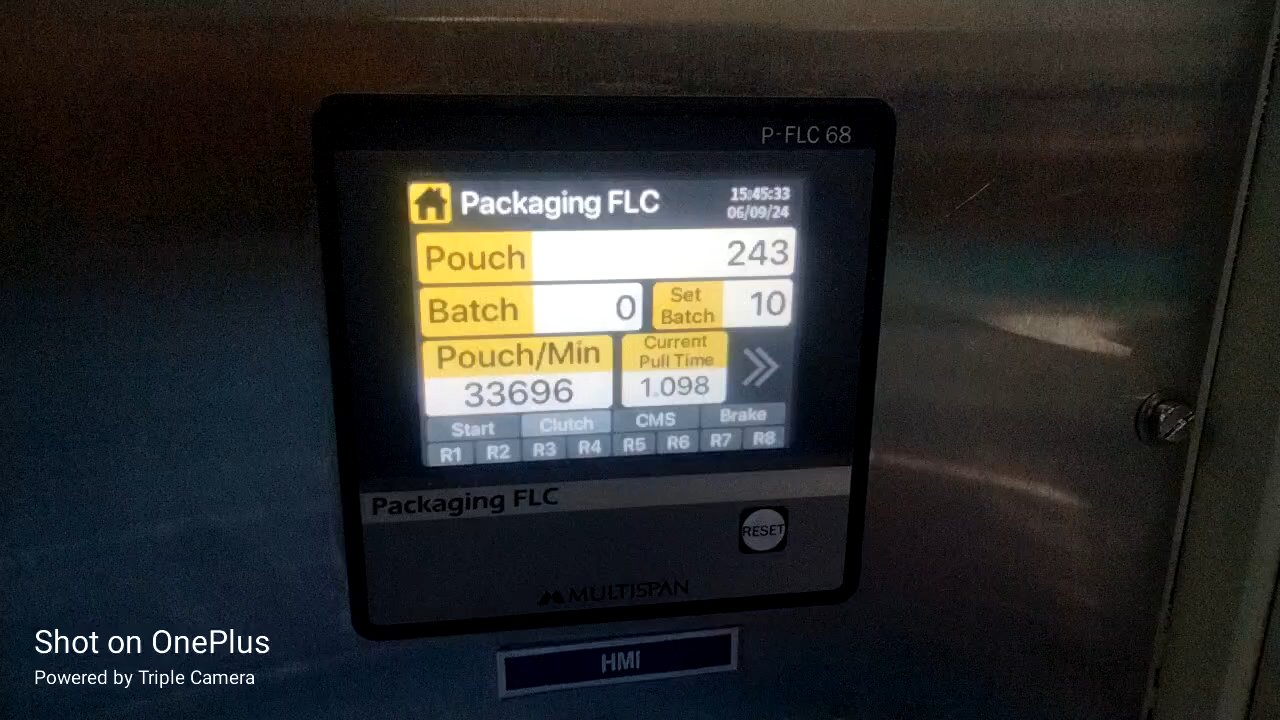 P-FLC 68
Packaging FLC
15:45:33
06/09/24
Pouch 243
Batch 0
Set Batch 10
Pouch/Min
33696
Current
Pull Time
1.098
Start Clutch CMS Brake
R1 R2 R3 R4 R5 R6 R7 R8
Packaging FLC
RESET
MULTISPAN
HMI
Shot on OnePlus
Powered by Triple Camera